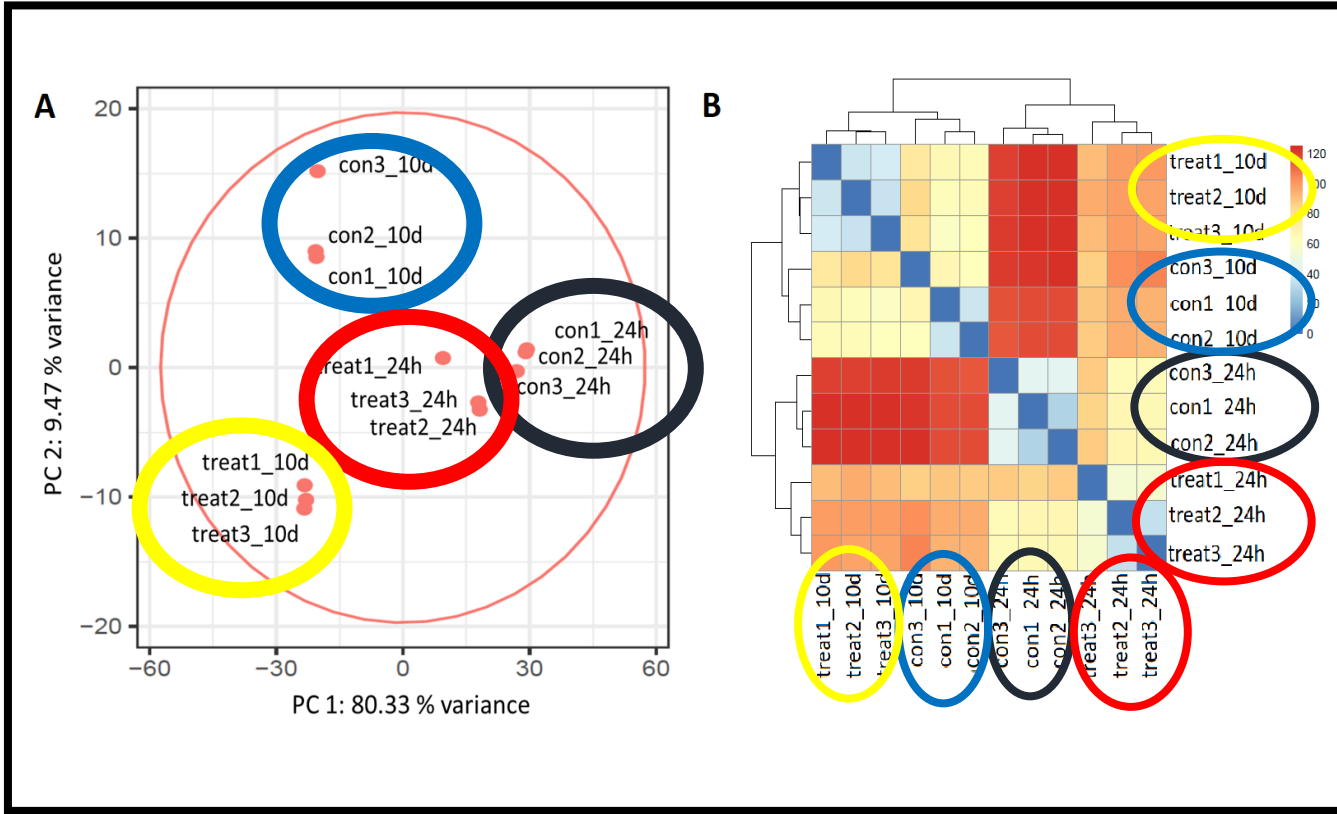 A
20
10
0
−10
−20
PC 2: 9.47 % variance
con3_10d
con2_10d
con1_10d
con1_24h
con2_24h
con3_24h
treat1_24h
treat3_24h
treat2_24h
treat1_10d
treat2_10d
treat3_10d
−60
−30
0
30
60
PC 1: 80.33 % variance
B
treat1_10d
treat2_10d
treat3_10d
con3_10d
con1_10d
con2_10d
con3_24h
con1_24h
con2_24h
treat1_24h
treat2_24h
treat3_24h
120
80
60
40
0
treat1_10d
treat2_10d
treat3_10d
con3_10d
con1_10d
con2_10d
con3_24h
con1_24h
con2_24h
treat3_24h
treat2_24h
treat3_24h